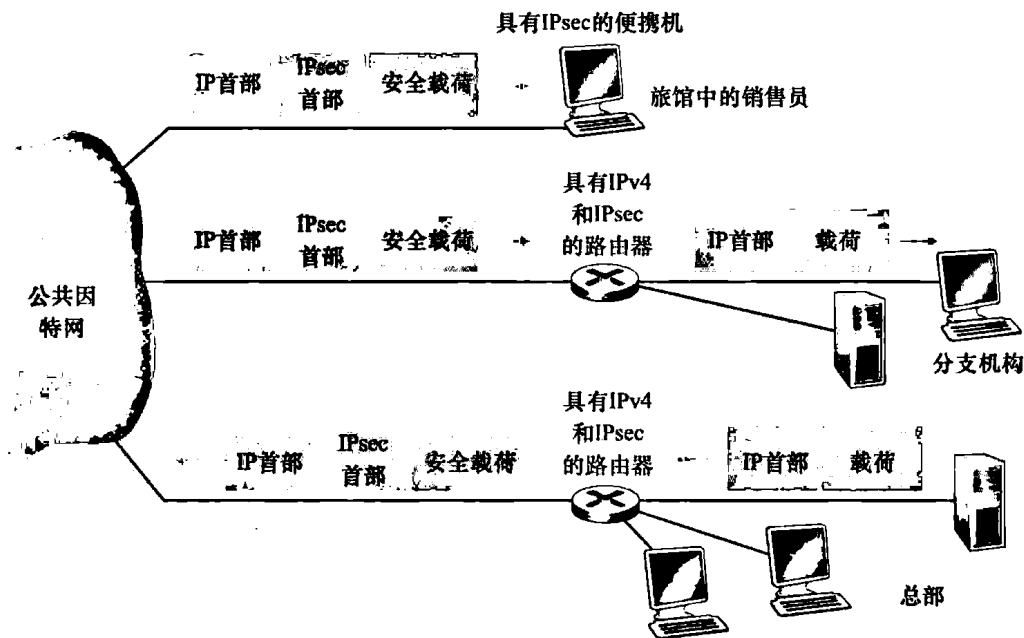 具有IPsec的便携机
IP首部
IPsec
首部
安全载荷
旅馆中的销售员
具有IPv4
和IPsec
的路由器
IP首部
IPsec
首部
安全载荷
IP首部
载荷
公共因
特网
分支机构
具有IPv4
和IPsec
的路由器
IP首部
IPsec
首部
安全载荷
IP首部
载荷
总部